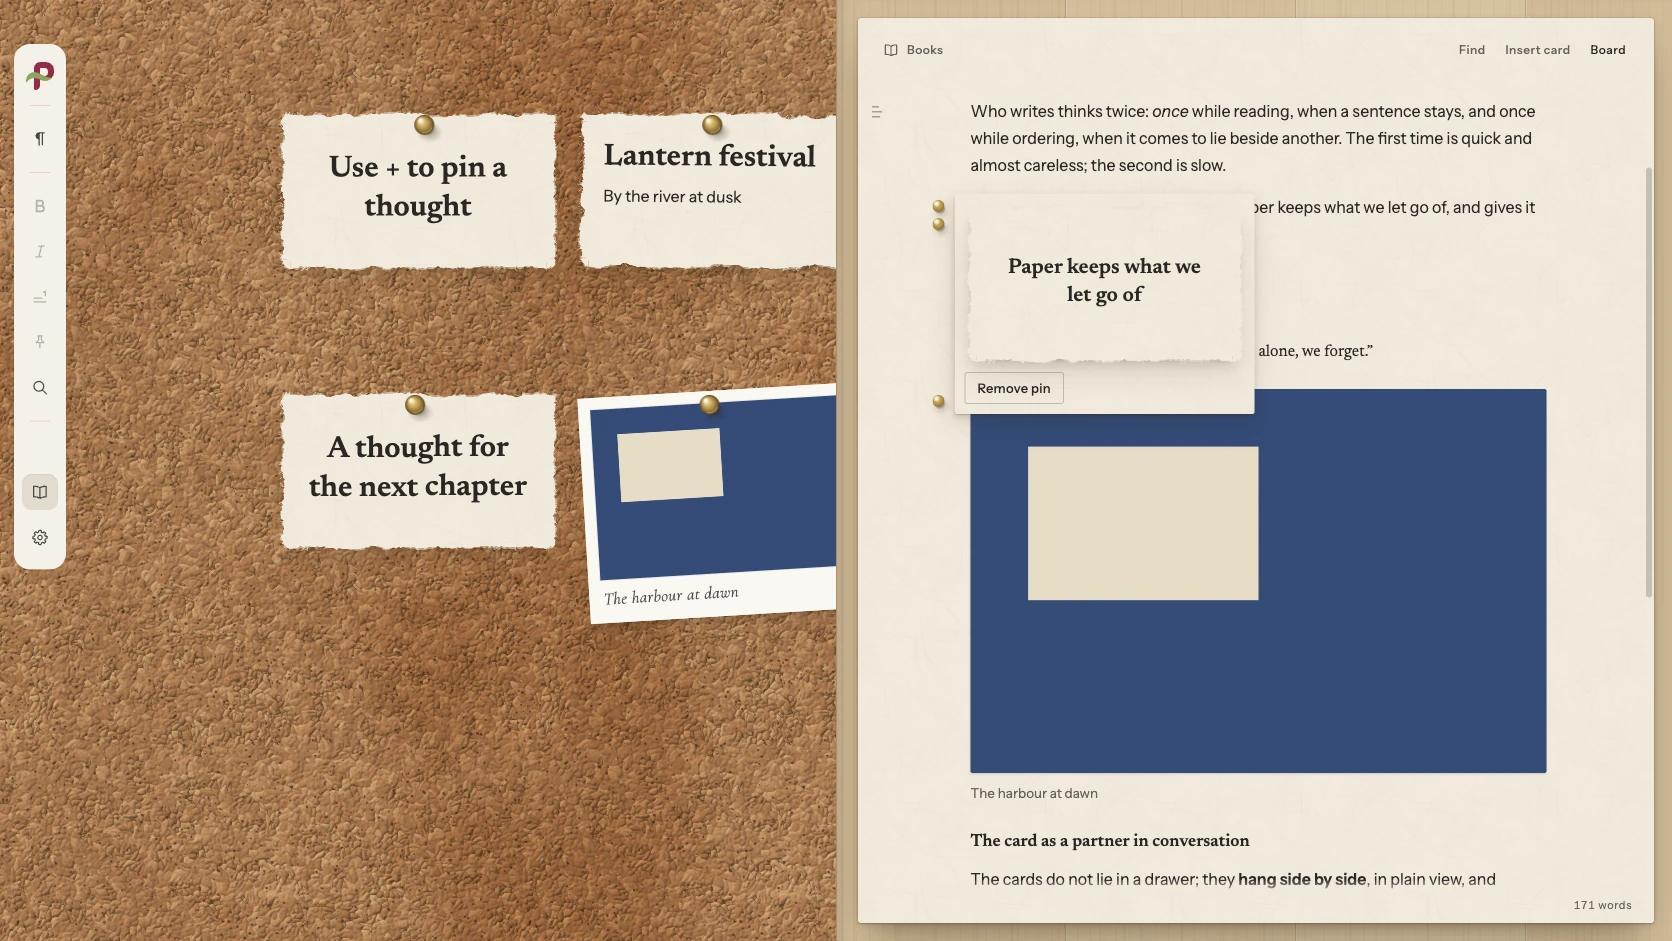 Use + to pin a
thought
Lantern festival
By the river at dusk
A thought for
the next chapter
The harbour at dawn
Books
Find
Insert card
Board
Who writes thinks twice: once while reading, when a sentence stays, and once
while ordering, when it comes to lie beside another. The first time is quick and
almost careless; the second is slow.
keeps what we let go of, and gives it
Paper keeps what we
let go of
alone, we forget.”
Remove pin
The harbour at dawn
The card as a partner in conversation
The cards do not lie in a drawer; they hang side by side, in plain view, and
171 words